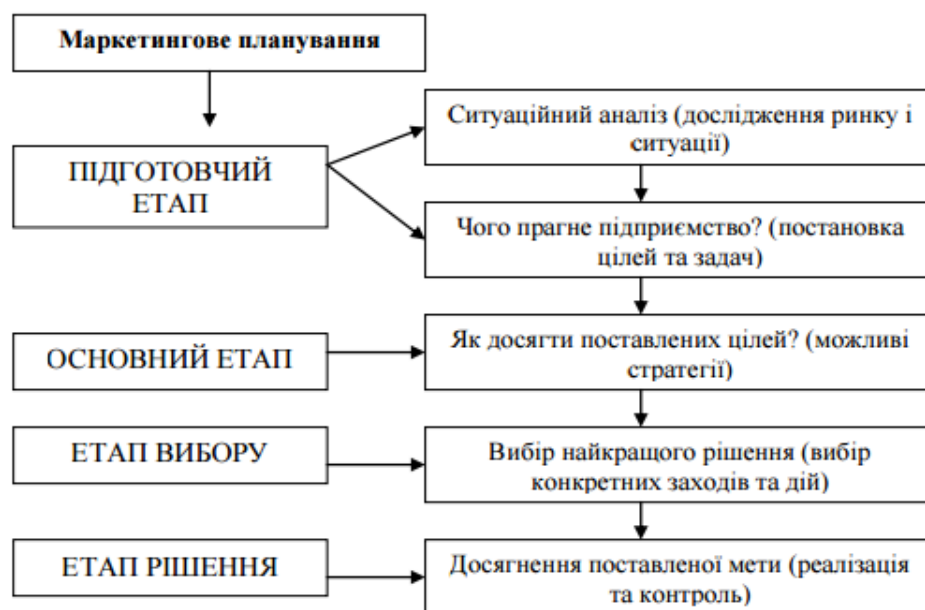 Маркетингове планування
ПІДГОТОВЧИЙ
ЕТАП
Ситуаційний аналіз (дослідження ринку і
ситуації)
Чого прагне підприємство? (постановка
цілей та задач)
ОСНОВНИЙ ЕТАП
Як досягти поставлених цілей? (можливі
стратегії)
ЕТАП ВИБОРУ
Вибір найкращого рішення (вибір
конкретних заходів та дій)
ЕТАП РІШЕННЯ
Досягнення поставленої мети (реалізація
та контроль)